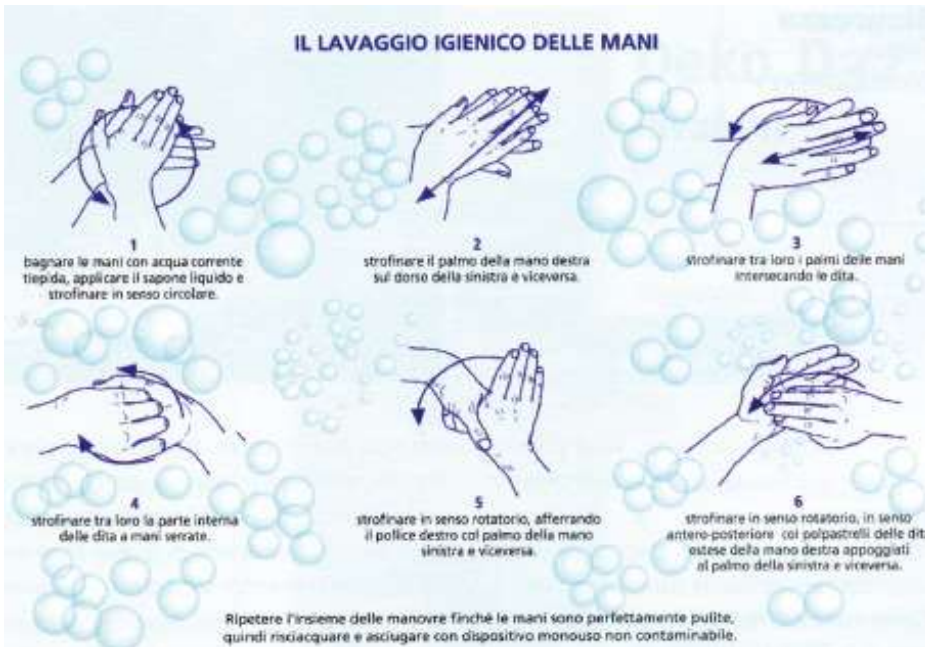 IL LAVAGGIO IGIENICO DELLE MANI
1
bagnare le mani con acqua corrente
tiepida, applicare il sapone liquido e
strofinare in senso circolare.
2
strofinare il palmo della mano destra
sul dorso della sinistra e viceversa.
3
strofinare tra loro i palmi delle mani
intersecando le dita.
4
strofinare tra loro la parte interna
delle dita a mani serrate.
5
strofinare in senso rotatorio, afferrando
il pollice destro col palmo della mano
sinistra e viceversa.
6
strofinare in senso rotatorio, in senso
antero-posteriore coi polpastrelli delle dit
estese della mano destra appoggiati
al palmo della sinistra e viceversa.
Ripetere l'insieme delle manovre finché le mani sono perfettamente pulite,
quindi risciacquare e asciugare con dispositivo monouso non contaminabile.